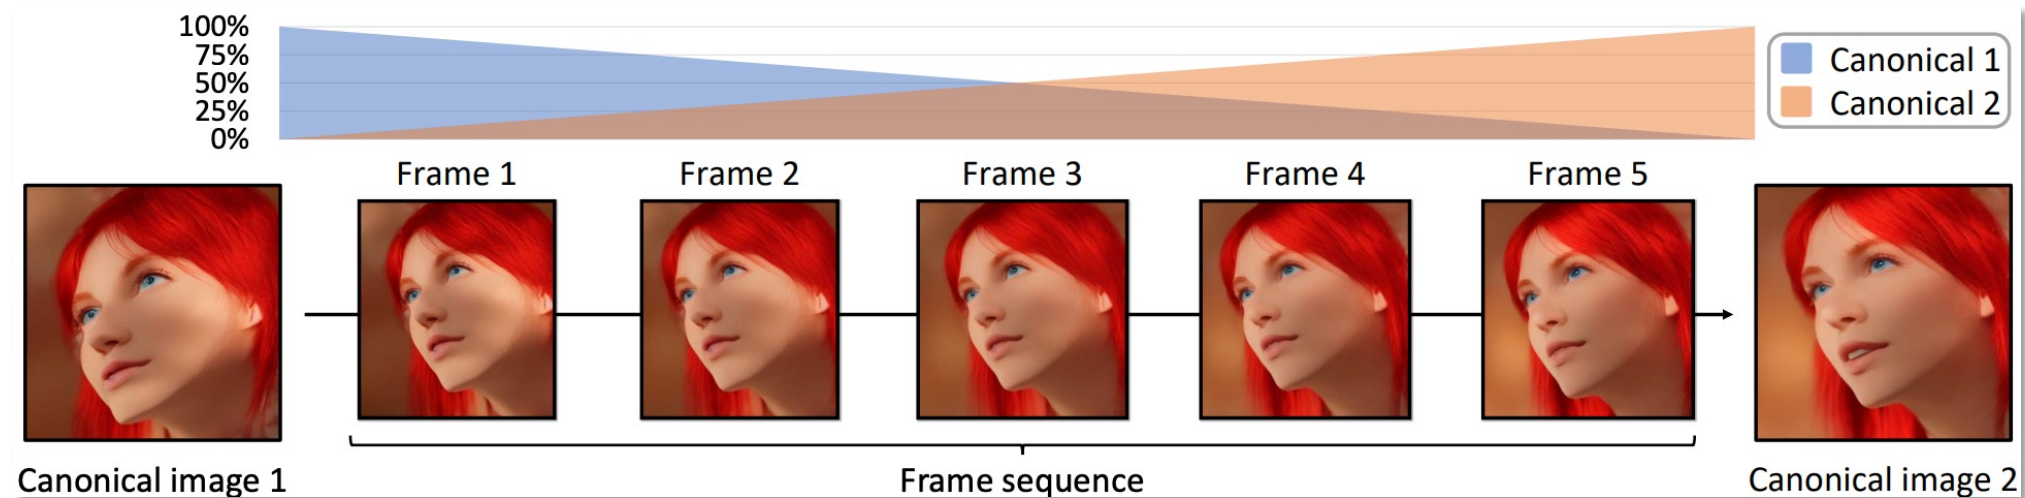 100%
75%
50%
25%
0%
Canonical 1
Canonical 2
Frame 1
Frame 2
Frame 3
Frame 4
Frame 5
Canonical image 1
Frame sequence
Canonical image 2